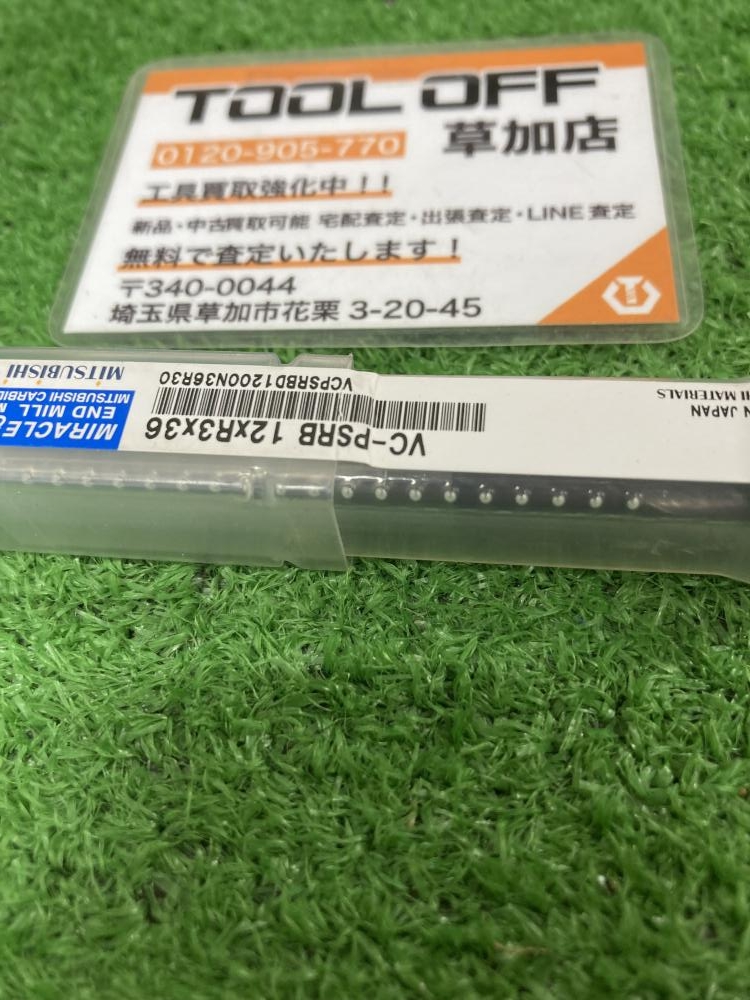 TOOL OFF
0120-905-770 草加店
工具買取強化中!!
新品・中古買取可能 宅配査定・出張査定・LINE査定
無料で査定いたします!
〒340-0044
埼玉県草加市花栗 3-20-45
MITSUBISHI
MITSUBISHI
MIRACLE
END MILL
VC-PSRB 12xR3x36
VCPSRBD1200N36R30
JAPAN
MATERIALS